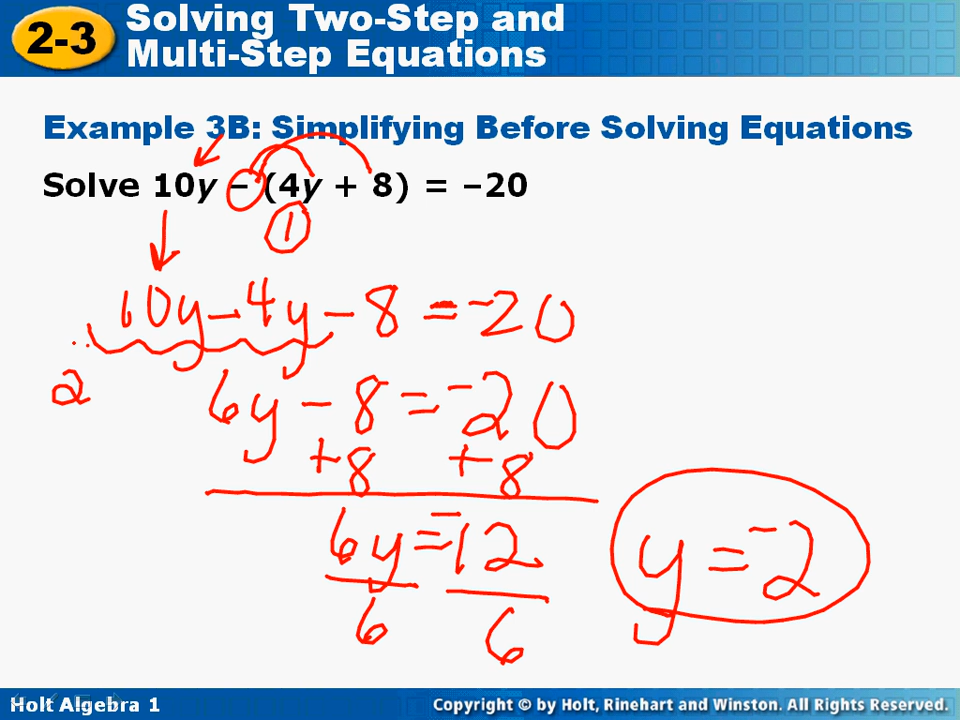 2-3
Solving Two-Step and
Multi-Step Equations
Example 3B: Simplifying Before Solving Equations
Solve 10y – (4y + 8) = –20
1
10y - 4y - 8 = -20
2
6y - 8 = -20
+8 +8
6y = -12
6 6
y = -2
Holt Algebra 1
Copyright © by Holt, Rinehart and Winston. All Rights Reserved.